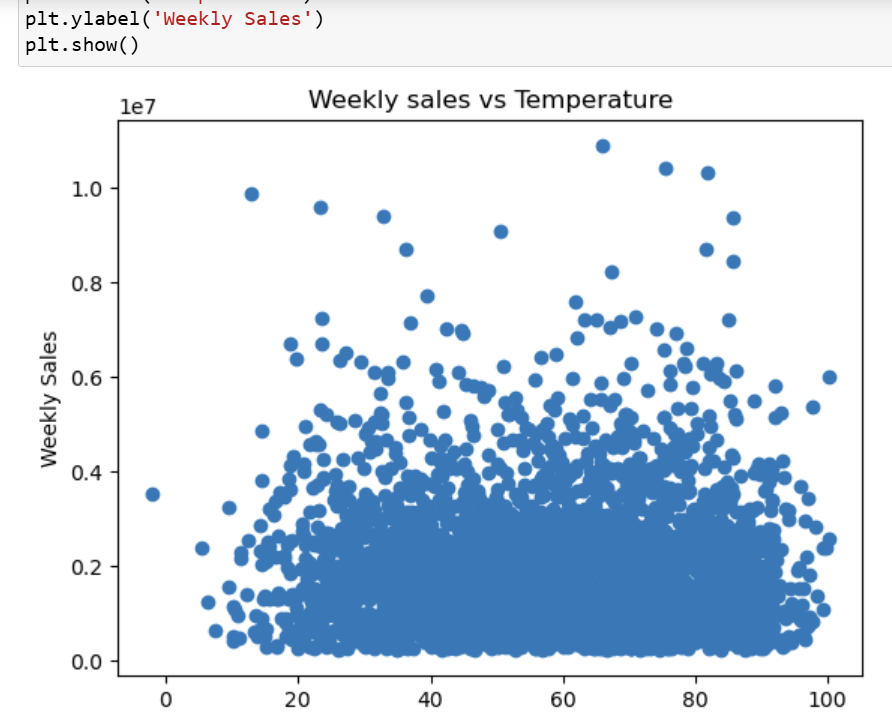 plt.ylabel('Weekly Sales')
plt.show()
Weekly sales vs Temperature
1e7
1.0
0.8
0.6
0.4
0.2
0.0
Weekly Sales
0 20 40 60 80 100